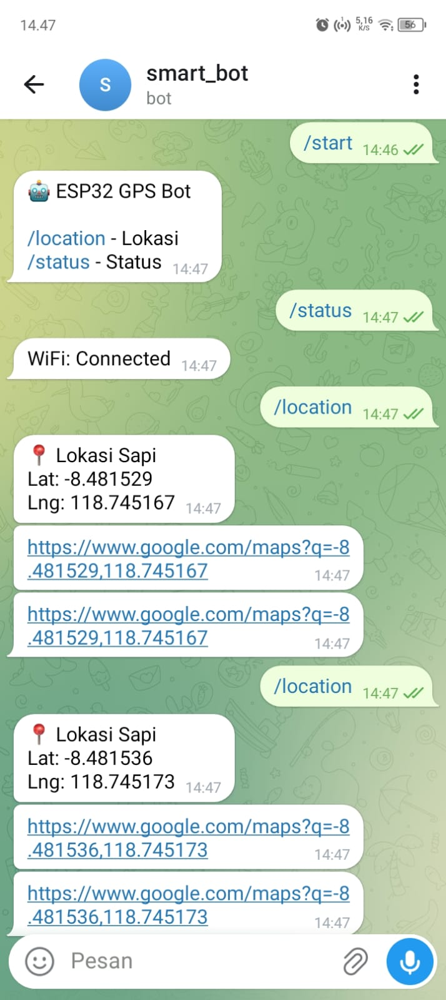 14.47
5,16
K/S
56
S
smart_bot
bot
/start 14:46
ESP32 GPS Bot
/location - Lokasi
/status - Status 14:47
/status 14:47
WiFi: Connected 14:47
/location 14:47
Lokasi Sapi
Lat: -8.481529
Lng: 118.745167 14:47
https://www.google.com/maps?q=-8
.481529,118.745167 14:47
https://www.google.com/maps?q=-8
.481529,118.745167 14:47
/location 14:47
Lokasi Sapi
Lat: -8.481536
Lng: 118.745173 14:47
https://www.google.com/maps?q=-8
.481536,118.745173 14:47
https://www.google.com/maps?q=-8
.481536,118.745173 14:47
Pesan